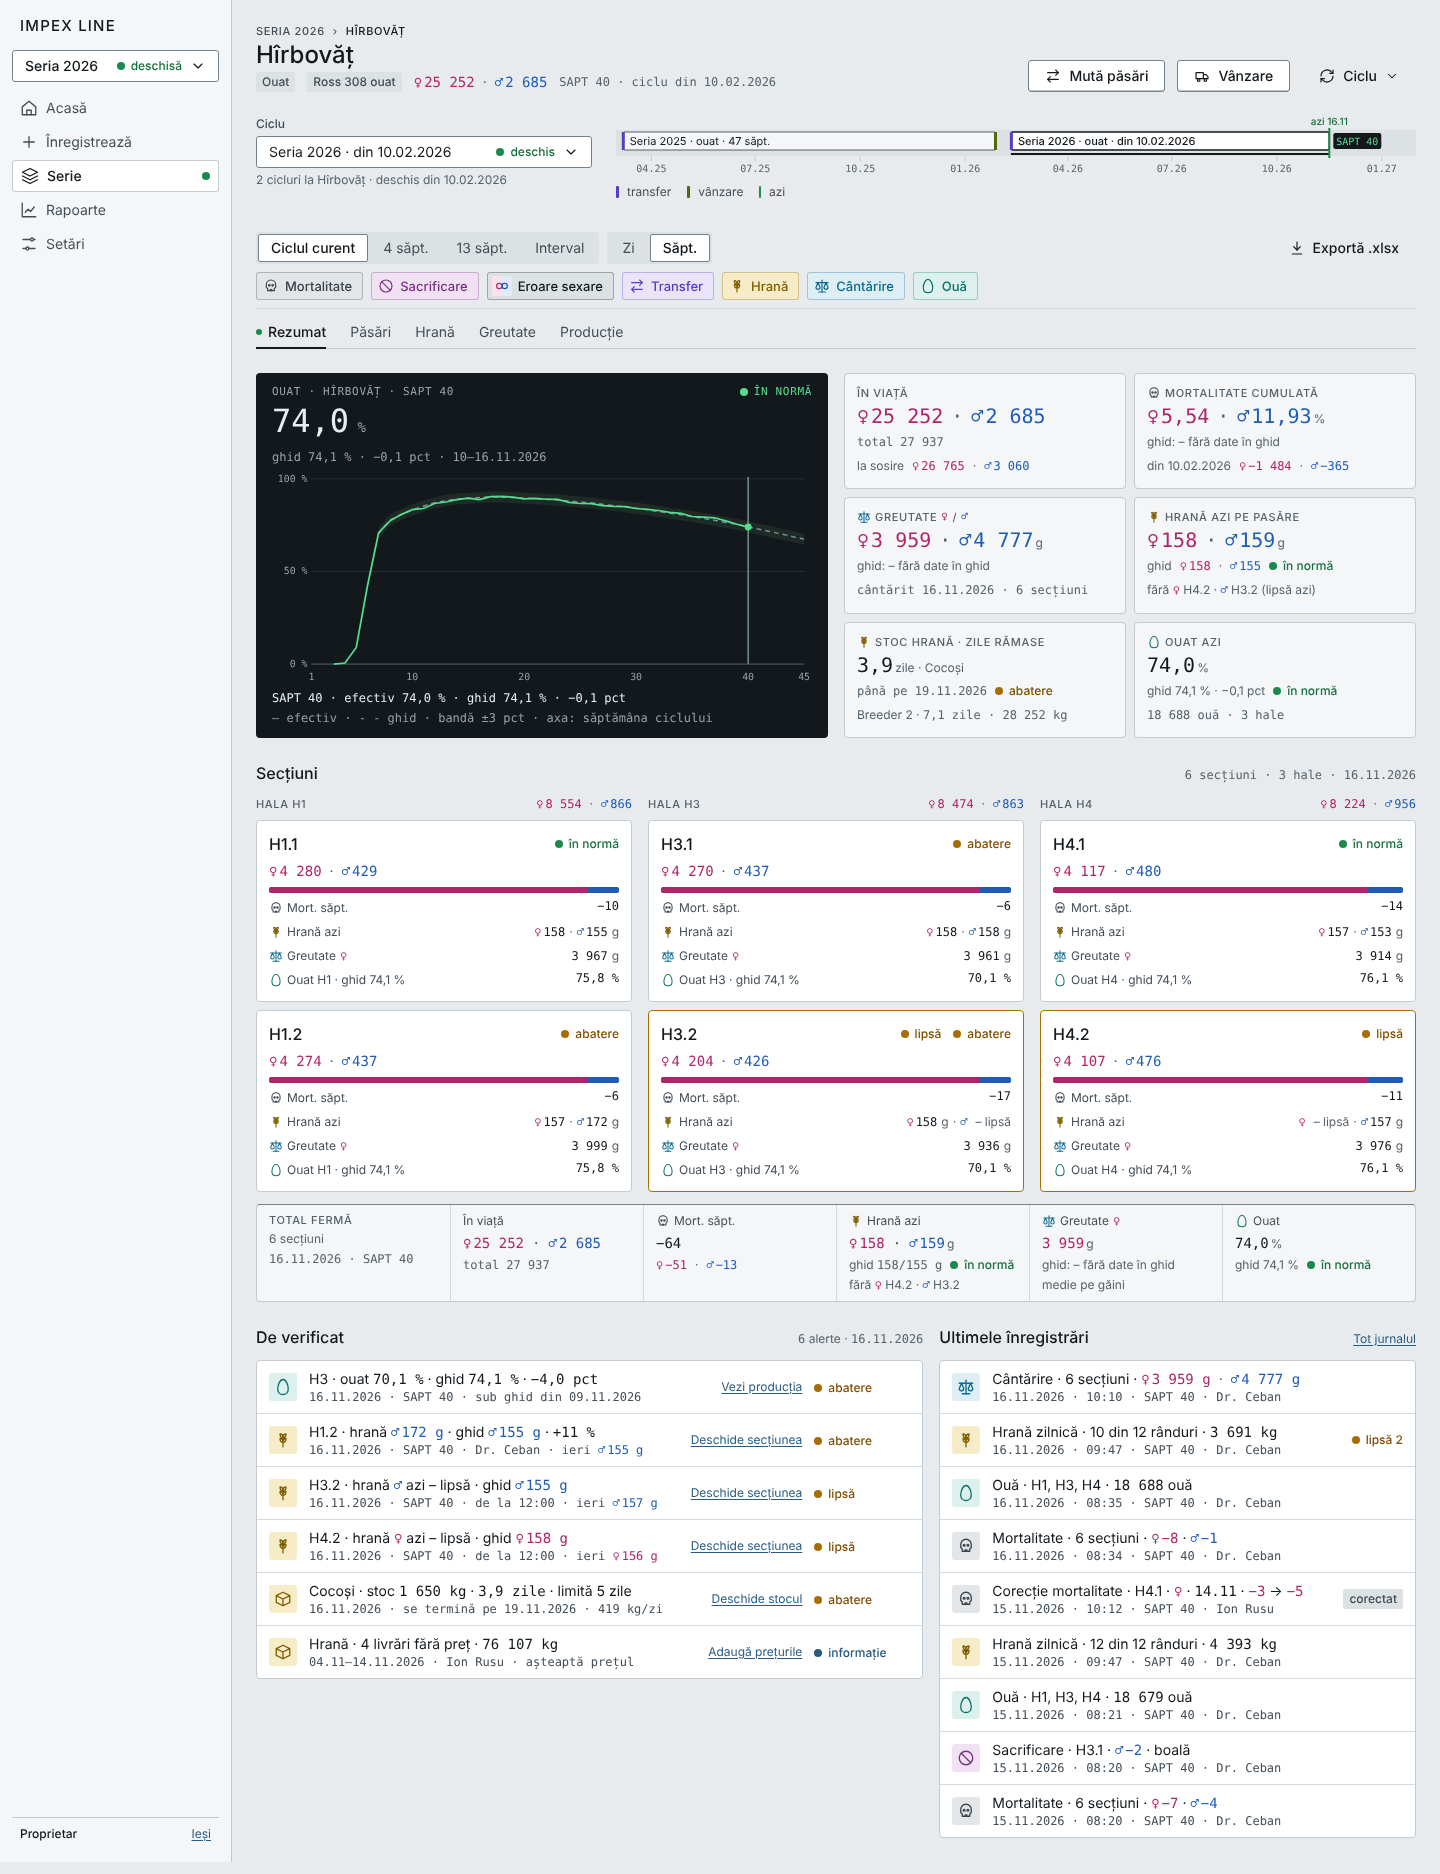 IMPEX LINE
Seria 2026 deschisă
Acasă
Înregistrează
Serie
Rapoarte
Setări
Proprietar Ieși
SERIA 2026 › HÎRBOVĂȚ
Hîrbovăț
Ouat Ross 308 ouat ♀25 252 · ♂2 685 SAPT 40 · ciclu din 10.02.2026
Mută păsări Vânzare Ciclu
Ciclu
Seria 2026 · din 10.02.2026 deschis
2 cicluri la Hîrbovăț · deschis din 10.02.2026
azi 16.11
Seria 2025 · ouat · 47 săpt. Seria 2026 · ouat · din 10.02.2026 SAPT 40
04.25 07.25 10.25 01.26 04.26 07.26 10.26 01.27
transfer vânzare azi
Ciclul curent 4 săpt. 13 săpt. Interval Zi Săpt. Exportă .xlsx
Mortalitate Sacrificare Eroare sexare Transfer Hrană Cântărire Ouă
Rezumat Păsări Hrană Greutate Producție
OUAT · HÎRBOVĂȚ · SAPT 40 ÎN NORMĂ
74,0 %
ghid 74,1 % · −0,1 pct · 10–16.11.2026
100 %
50 %
0 %
1 10 20 30 40 45
SAPT 40 · efectiv 74,0 % · ghid 74,1 % · −0,1 pct
— efectiv · - - ghid · bandă ±3 pct · axa: săptămâna ciclului
ÎN VIAȚĂ
♀25 252 · ♂2 685
total 27 937
la sosire ♀26 765 · ♂3 060
MORTALITATE CUMULATĂ
♀5,54 · ♂11,93 %
ghid: – fără date în ghid
din 10.02.2026 ♀−1 484 · ♂−365
GREUTATE ♀ / ♂
♀3 959 · ♂4 777 g
ghid: – fără date în ghid
cântărit 16.11.2026 · 6 secțiuni
HRANĂ AZI PE PASĂRE
♀158 · ♂159 g
ghid ♀158 · ♂155 în normă
fără ♀ H4.2 · ♂ H3.2 (lipsă azi)
STOC HRANĂ · ZILE RĂMASE
3,9 zile · Cocoși
până pe 19.11.2026 abatere
Breeder 2 · 7,1 zile · 28 252 kg
OUAT AZI
74,0 %
ghid 74,1 % · −0,1 pct în normă
18 688 ouă · 3 hale
Secțiuni 6 secțiuni · 3 hale · 16.11.2026
HALA H1 ♀8 554 · ♂866
HALA H3 ♀8 474 · ♂863
HALA H4 ♀8 224 · ♂956
H1.1 în normă
♀4 280 · ♂429
Mort. săpt. −10
Hrană azi ♀158 · ♂155 g
Greutate ♀ 3 967 g
Ouat H1 · ghid 74,1 % 75,8 %
H3.1 abatere
♀4 270 · ♂437
Mort. săpt. −6
Hrană azi ♀158 · ♂158 g
Greutate ♀ 3 961 g
Ouat H3 · ghid 74,1 % 70,1 %
H4.1 în normă
♀4 117 · ♂480
Mort. săpt. −14
Hrană azi ♀157 · ♂153 g
Greutate ♀ 3 914 g
Ouat H4 · ghid 74,1 % 76,1 %
H1.2 abatere
♀4 274 · ♂437
Mort. săpt. −6
Hrană azi ♀157 · ♂172 g
Greutate ♀ 3 999 g
Ouat H1 · ghid 74,1 % 75,8 %
H3.2 lipsă abatere
♀4 204 · ♂426
Mort. săpt. −17
Hrană azi ♀158 g · ♂ – lipsă
Greutate ♀ 3 936 g
Ouat H3 · ghid 74,1 % 70,1 %
H4.2 lipsă
♀4 107 · ♂476
Mort. săpt. −11
Hrană azi ♀ – lipsă · ♂157 g
Greutate ♀ 3 976 g
Ouat H4 · ghid 74,1 % 76,1 %
TOTAL FERMĂ
6 secțiuni
16.11.2026 · SAPT 40
În viață
♀25 252 · ♂2 685
total 27 937
Mort. săpt.
−64
♀−51 · ♂−13
Hrană azi
♀158 · ♂159 g
ghid 158/155 g în normă
fără ♀ H4.2 · ♂ H3.2
Greutate ♀
3 959 g
ghid: – fără date în ghid
medie pe găini
Ouat
74,0 %
ghid 74,1 % în normă
De verificat 6 alerte · 16.11.2026
H3 · ouat 70,1 % · ghid 74,1 % · −4,0 pct
16.11.2026 · SAPT 40 · sub ghid din 09.11.2026
Vezi producția abatere
H1.2 · hrană ♂172 g · ghid ♂155 g · +11 %
16.11.2026 · SAPT 40 · Dr. Ceban · ieri ♂155 g
Deschide secțiunea abatere
H3.2 · hrană ♂ azi – lipsă · ghid ♂155 g
16.11.2026 · SAPT 40 · de la 12:00 · ieri ♂157 g
Deschide secțiunea lipsă
H4.2 · hrană ♀ azi – lipsă · ghid ♀158 g
16.11.2026 · SAPT 40 · de la 12:00 · ieri ♀156 g
Deschide secțiunea lipsă
Cocoși · stoc 1 650 kg · 3,9 zile · limită 5 zile
16.11.2026 · se termină pe 19.11.2026 · 419 kg/zi
Deschide stocul abatere
Hrană · 4 livrări fără preț · 76 107 kg
04.11–14.11.2026 · Ion Rusu · așteaptă prețul
Adaugă prețurile informație
Ultimele înregistrări Tot jurnalul
Cântărire · 6 secțiuni · ♀3 959 g · ♂4 777 g
16.11.2026 · 10:10 · SAPT 40 · Dr. Ceban
Hrană zilnică · 10 din 12 rânduri · 3 691 kg
16.11.2026 · 09:47 · SAPT 40 · Dr. Ceban
lipsă 2
Ouă · H1, H3, H4 · 18 688 ouă
16.11.2026 · 08:35 · SAPT 40 · Dr. Ceban
Mortalitate · 6 secțiuni · ♀−8 · ♂−1
16.11.2026 · 08:34 · SAPT 40 · Dr. Ceban
Corecție mortalitate · H4.1 · ♀ · 14.11 · −3 → −5
15.11.2026 · 10:12 · SAPT 40 · Ion Rusu
corectat
Hrană zilnică · 12 din 12 rânduri · 4 393 kg
15.11.2026 · 09:47 · SAPT 40 · Dr. Ceban
Ouă · H1, H3, H4 · 18 679 ouă
15.11.2026 · 08:21 · SAPT 40 · Dr. Ceban
Sacrificare · H3.1 · ♂−2 · boală
15.11.2026 · 08:20 · SAPT 40 · Dr. Ceban
Mortalitate · 6 secțiuni · ♀−7 · ♂−4
15.11.2026 · 08:20 · SAPT 40 · Dr. Ceban